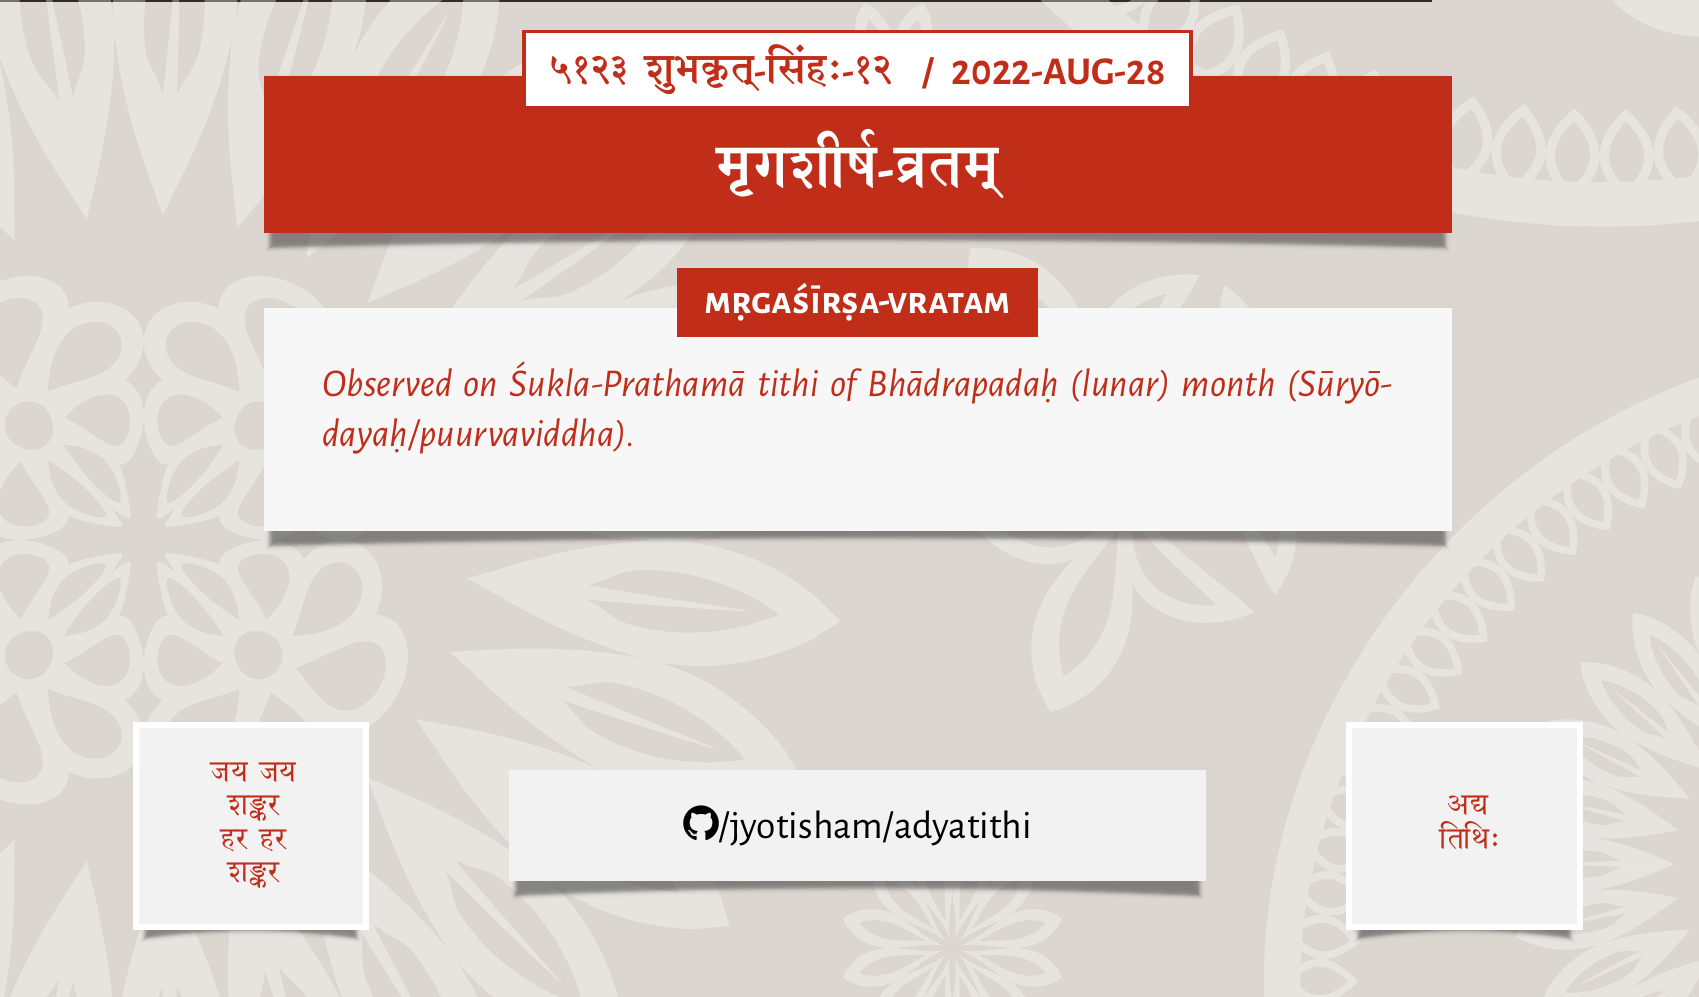 ५१२३ शुभकृत्-सिंहः-१२ / 2022-AUG-28
मृगशीर्ष-व्रतम्
MṚGAŚĪRṢA-VRATAM
Observed on Śukla-Prathamā tithi of Bhādrapadaḥ (lunar) month (Sūryō-
dayaḥ/puurvaviddha).
जय जय
शङ्कर
हर हर
शङ्कर
/jyotisham/adyatithi
अद्य
तिथिः